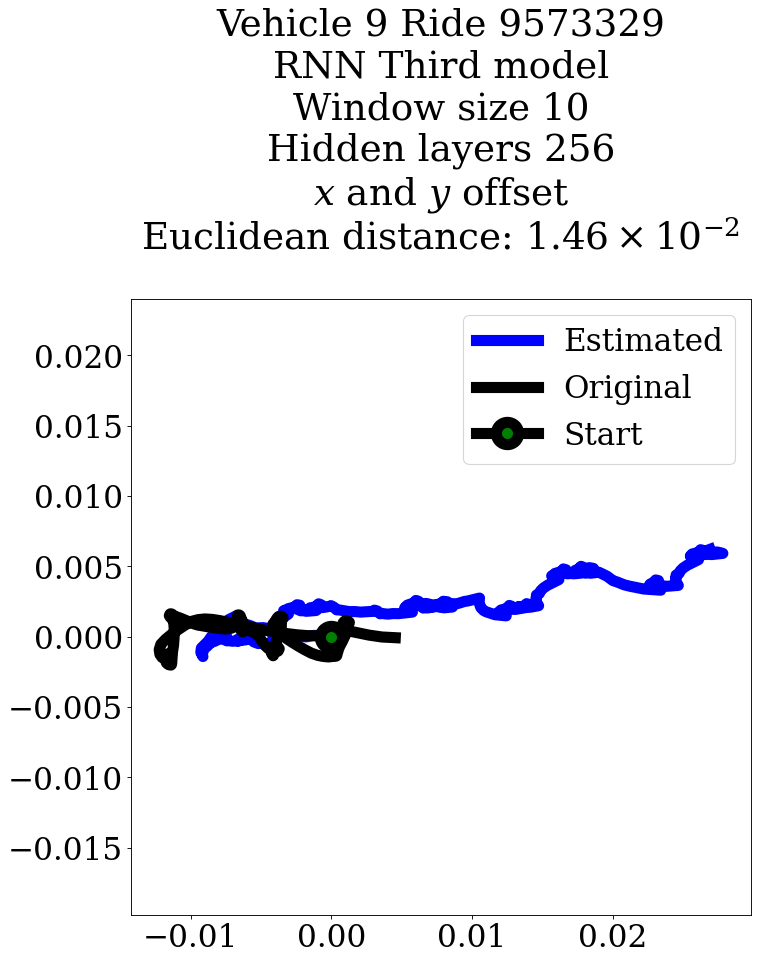 Vehicle 9 Ride 9573329
RNN Third model
Window size 10
Hidden layers 256
x and y offset
Euclidean distance: 1.46 × 10⁻²
Estimated
Original
Start
0.020
0.015
0.010
0.005
0.000
−0.005
−0.010
−0.015
−0.01 0.00 0.01 0.02